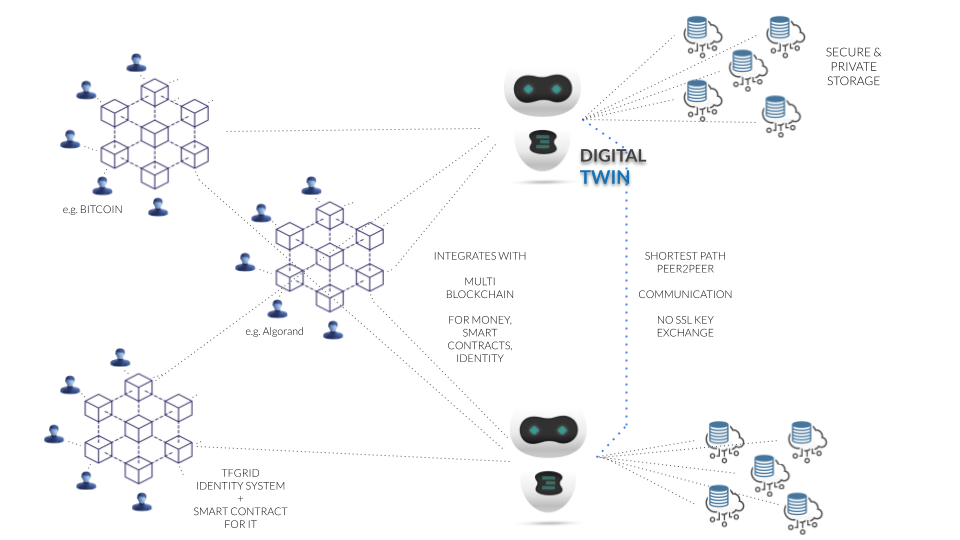 SECURE &
PRIVATE
STORAGE
DIGITAL
TWIN
e.g. BITCOIN
e.g. Algorand
INTEGRATES WITH
MULTI
BLOCKCHAIN
FOR MONEY,
SMART
CONTRACTS,
IDENTITY
SHORTEST PATH
PEER2PEER
COMMUNICATION
NO SSL KEY
EXCHANGE
TFGRID
IDENTITY SYSTEM
+
SMART CONTRACT
FOR IT